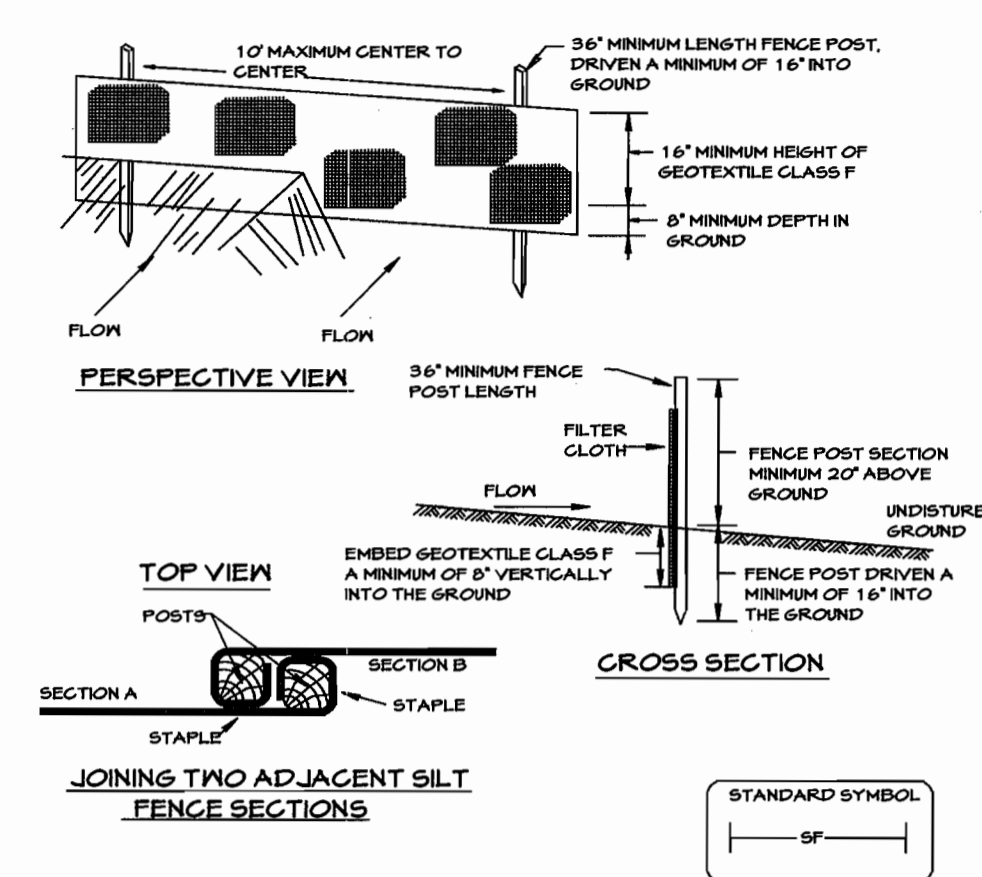 10' MAXIMUM CENTER TO
CENTER
36" MINIMUM LENGTH FENCE POST,
DRIVEN A MINIMUM OF 16" INTO
GROUND
16" MINIMUM HEIGHT OF
GEOTEXTILE CLASS F
8" MINIMUM DEPTH IN
GROUND
FLOW
FLOW
PERSPECTIVE VIEW
36" MINIMUM FENCE
POST LENGTH
FILTER
CLOTH
FENCE POST SECTION
MINIMUM 20" ABOVE
GROUND
FLOW
UNDISTURE
GROUND
EMBED GEOTEXTILE CLASS F
A MINIMUM OF 8" VERTICALLY
INTO THE GROUND
FENCE POST DRIVEN A
MINIMUM OF 16" INTO
THE GROUND
CROSS SECTION
TOP VIEW
POSTS
SECTION B
SECTION A
STAPLE
STAPLE
JOINING TWO ADJACENT SILT
FENCE SECTIONS
STANDARD SYMBOL
SF